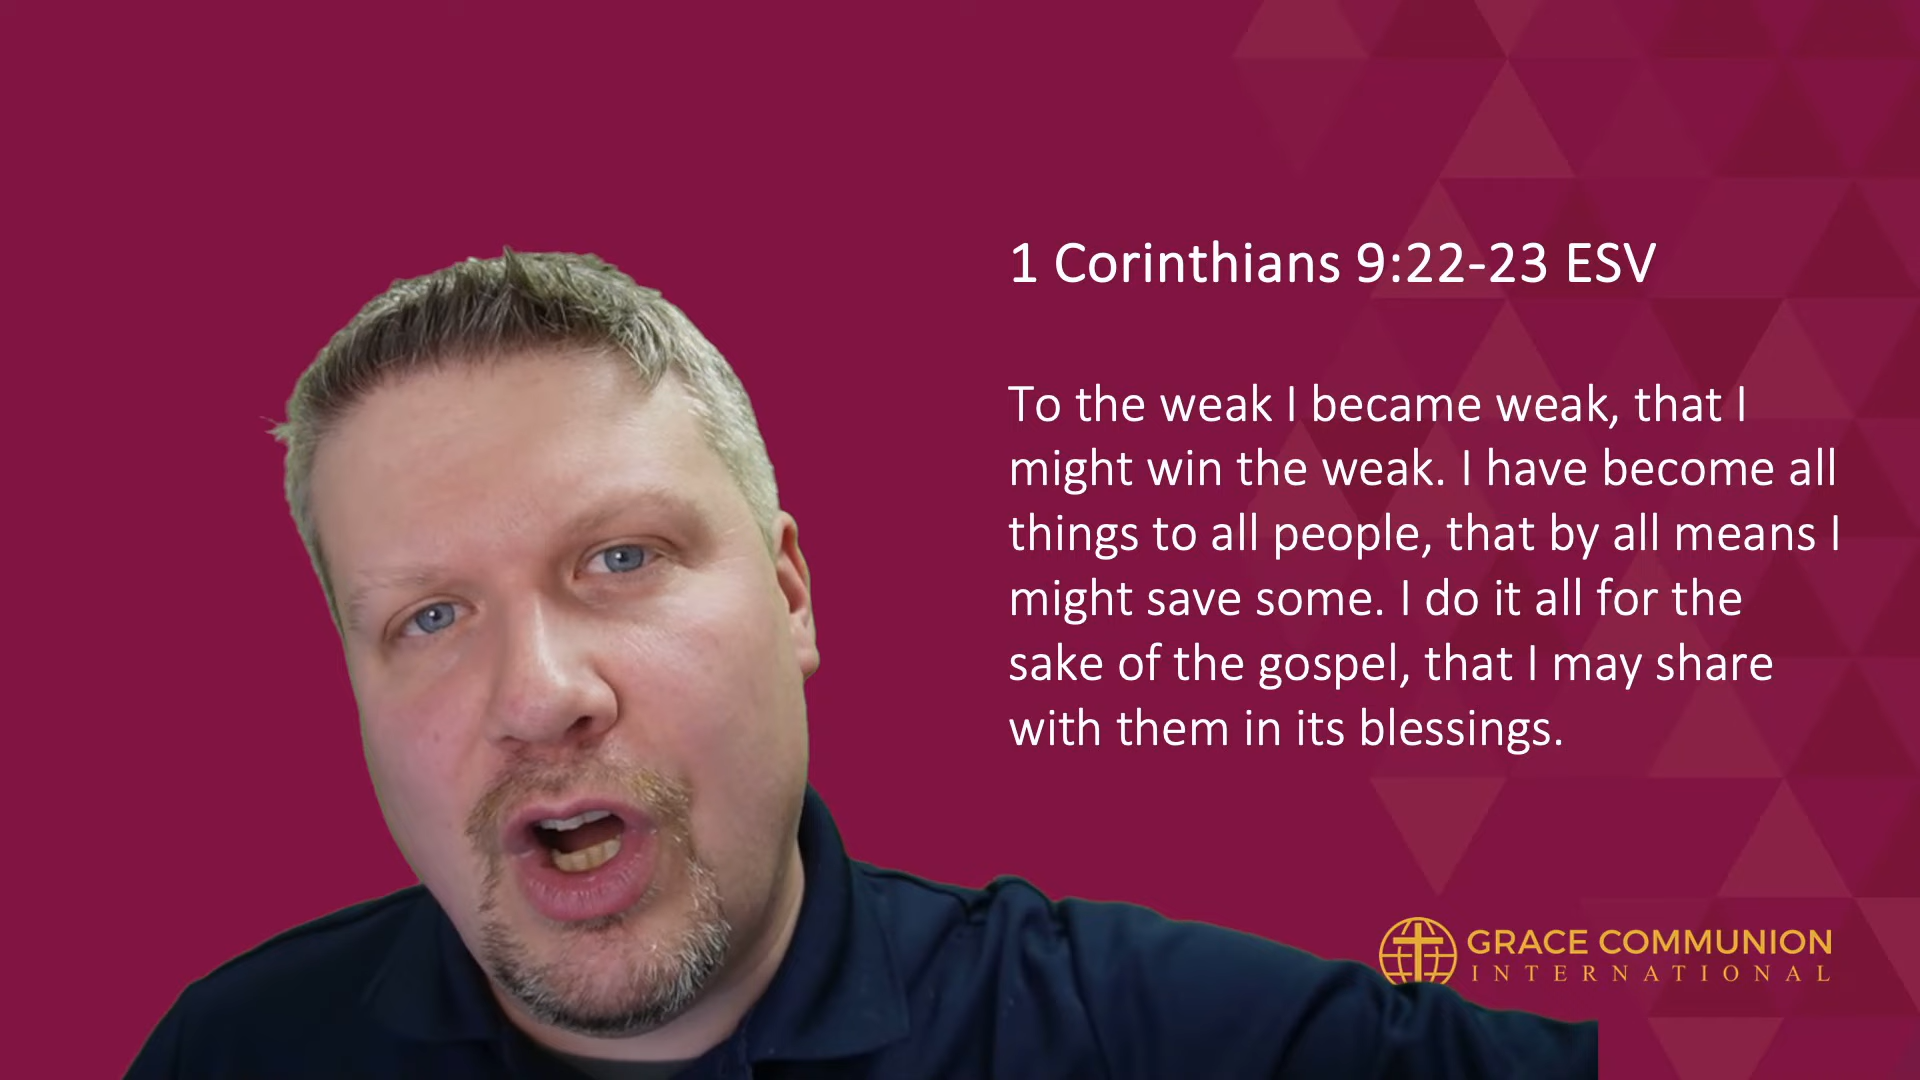 1 Corinthians 9:22-23 ESV
To the weak I became weak, that I
might win the weak. I have become all
things to all people, that by all means I
might save some. I do it all for the
sake of the gospel, that I may share
with them in its blessings.
GRACE COMMUNION
INTERNATIONAL